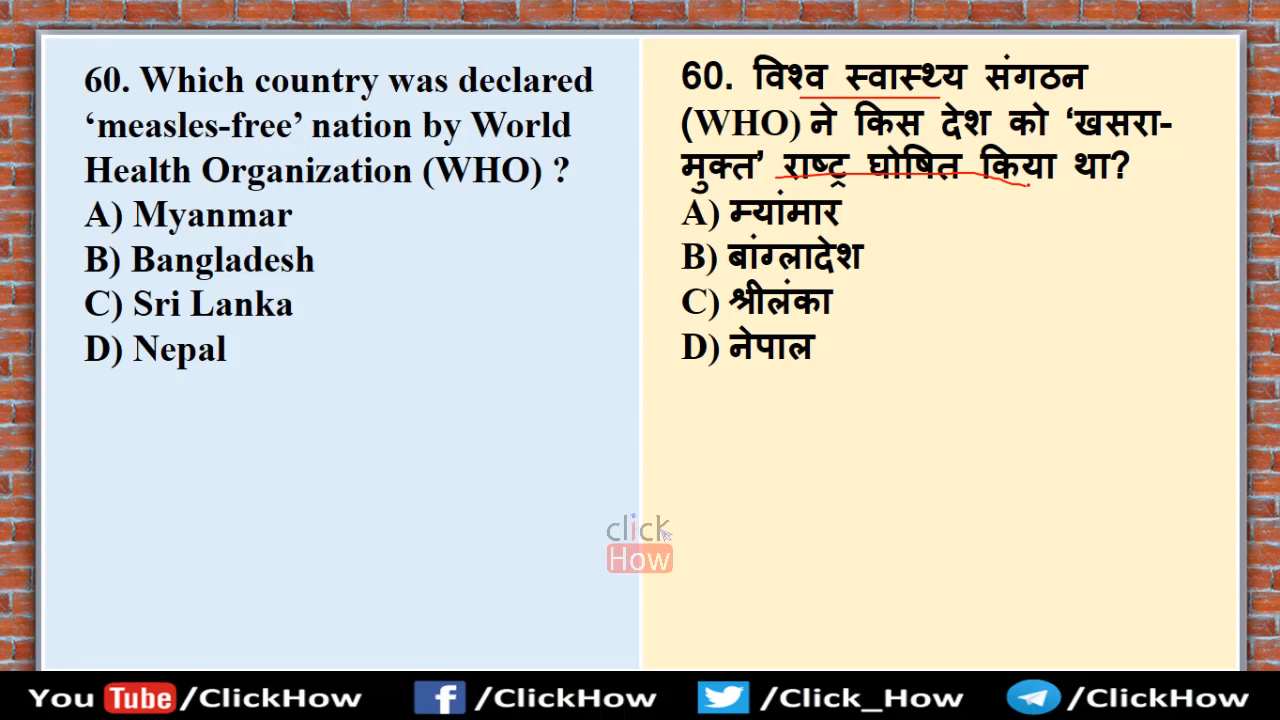 60. Which country was declared
‘measles-free’ nation by World
Health Organization (WHO) ?
A) Myanmar
B) Bangladesh
C) Sri Lanka
D) Nepal
60. विश्व स्वास्थ्य संगठन
(WHO) ने किस देश को ‘खसरा-
मुक्त’ राष्ट्र घोषित किया था?
A) म्यांमार
B) बांग्लादेश
C) श्रीलंका
D) नेपाल
click
How
You Tube /ClickHow
f /ClickHow
/Click_How
/ClickHow